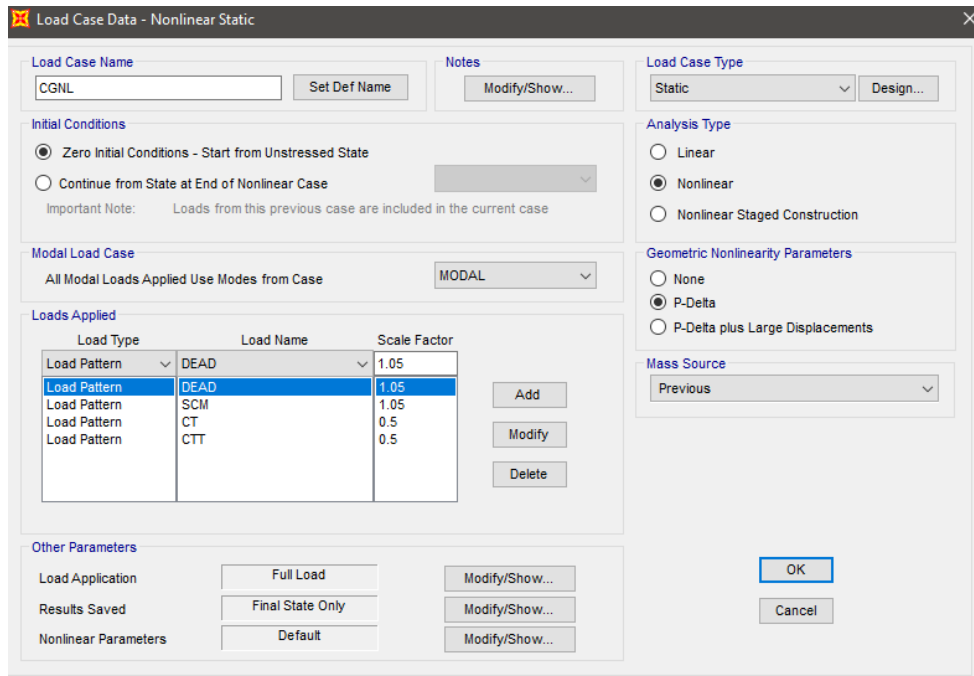 Load Case Data - Nonlinear Static
Load Case Name
CGNL
Set Def Name
Notes
Modify/Show...
Load Case Type
Static
Design...
Initial Conditions
Zero Initial Conditions - Start from Unstressed State
Continue from State at End of Nonlinear Case
Important Note: Loads from this previous case are included in the current case
Analysis Type
Linear
Nonlinear
Nonlinear Staged Construction
Modal Load Case
All Modal Loads Applied Use Modes from Case
MODAL
Geometric Nonlinearity Parameters
None
P-Delta
P-Delta plus Large Displacements
Loads Applied
Load Type Load Name Scale Factor
Load Pattern DEAD 1.05
Load Pattern DEAD 1.05
Load Pattern SCM 1.05
Load Pattern CT 0.5
Load Pattern CTT 0.5
Add
Modify
Delete
Mass Source
Previous
Other Parameters
Load Application Full Load Modify/Show...
Results Saved Final State Only Modify/Show...
Nonlinear Parameters Default Modify/Show...
OK
Cancel